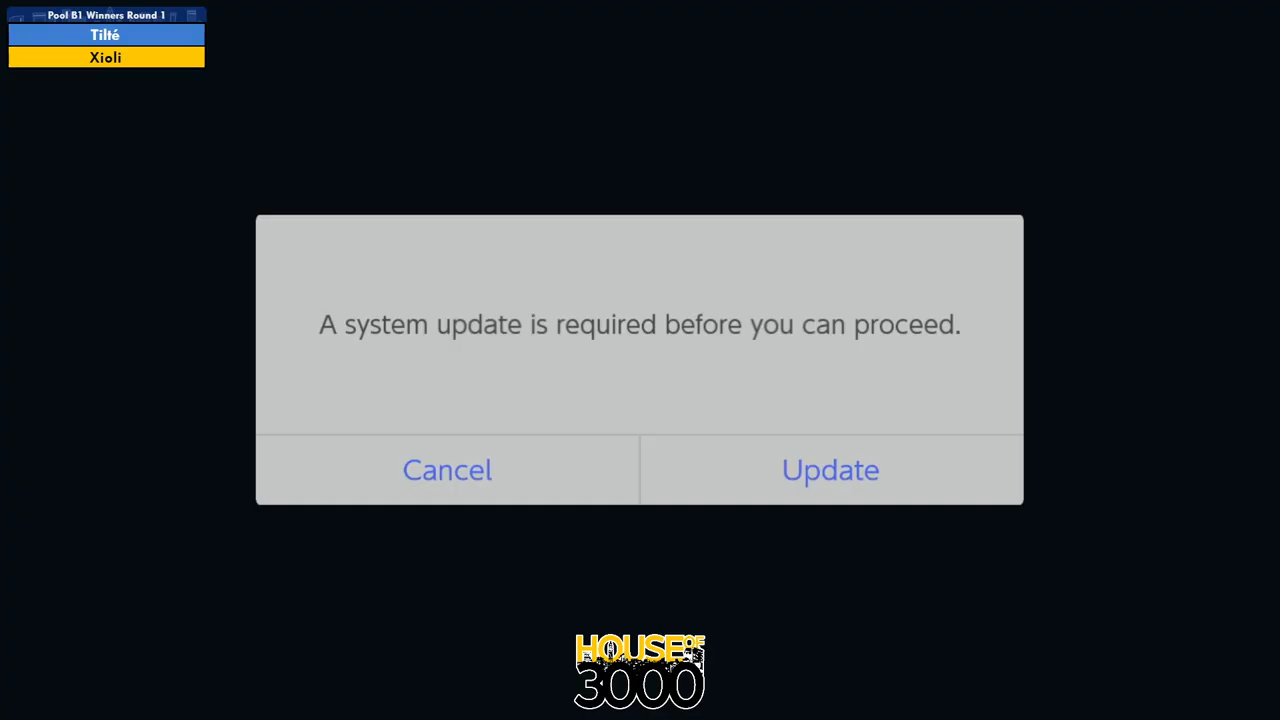 Pool B1 Winners Round 1
Tilté
Xioli
A system update is required before you can proceed.
Cancel
Update
HOUSE OF
3000